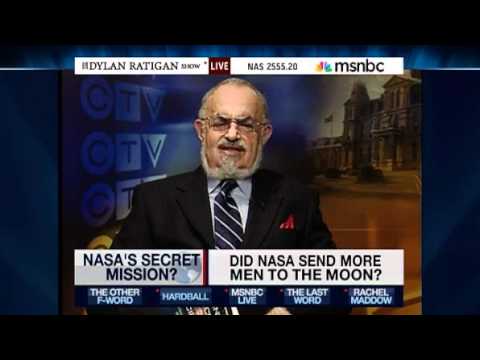 THE DYLAN RATIGAN SHOW LIVE NAS 2555.20 msnbc
CTV
CTV
CTV
NASA'S SECRET MISSION?
DID NASA SEND MORE MEN TO THE MOON?
THE OTHER F-WORD
HARDBALL
MSNBC LIVE
THE LAST WORD
RACHEL MADDOW